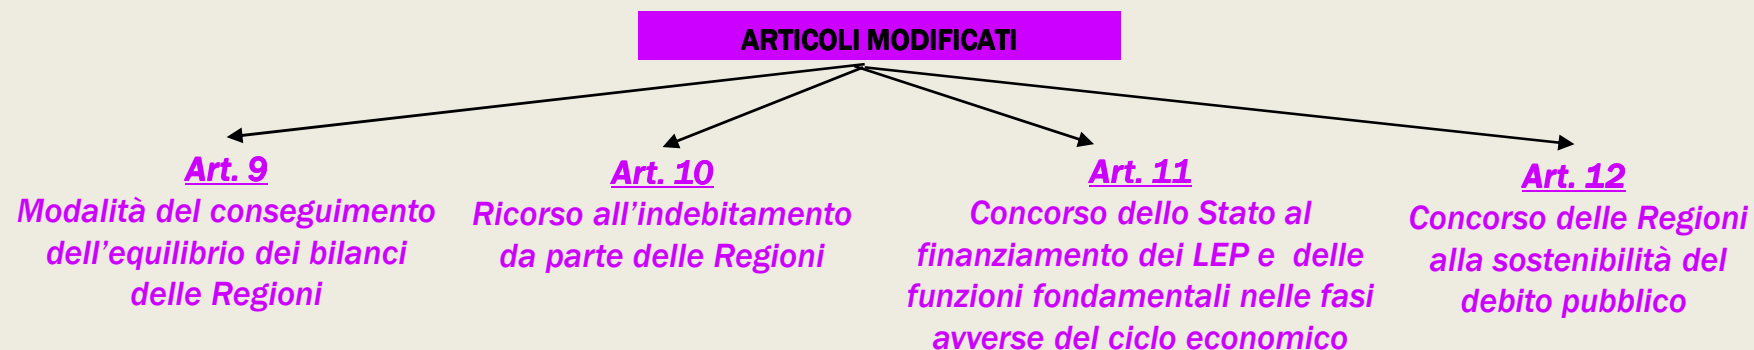 ARTICOLI MODIFICATI
Art. 9
Modalità del conseguimento
dell’equilibrio dei bilanci
delle Regioni
Art. 10
Ricorso all’indebitamento
da parte delle Regioni
Art. 11
Concorso dello Stato al
finanziamento dei LEP e  delle
funzioni fondamentali nelle fasi
avverse del ciclo economico
Art. 12
Concorso delle Regioni
alla sostenibilità del
debito pubblico